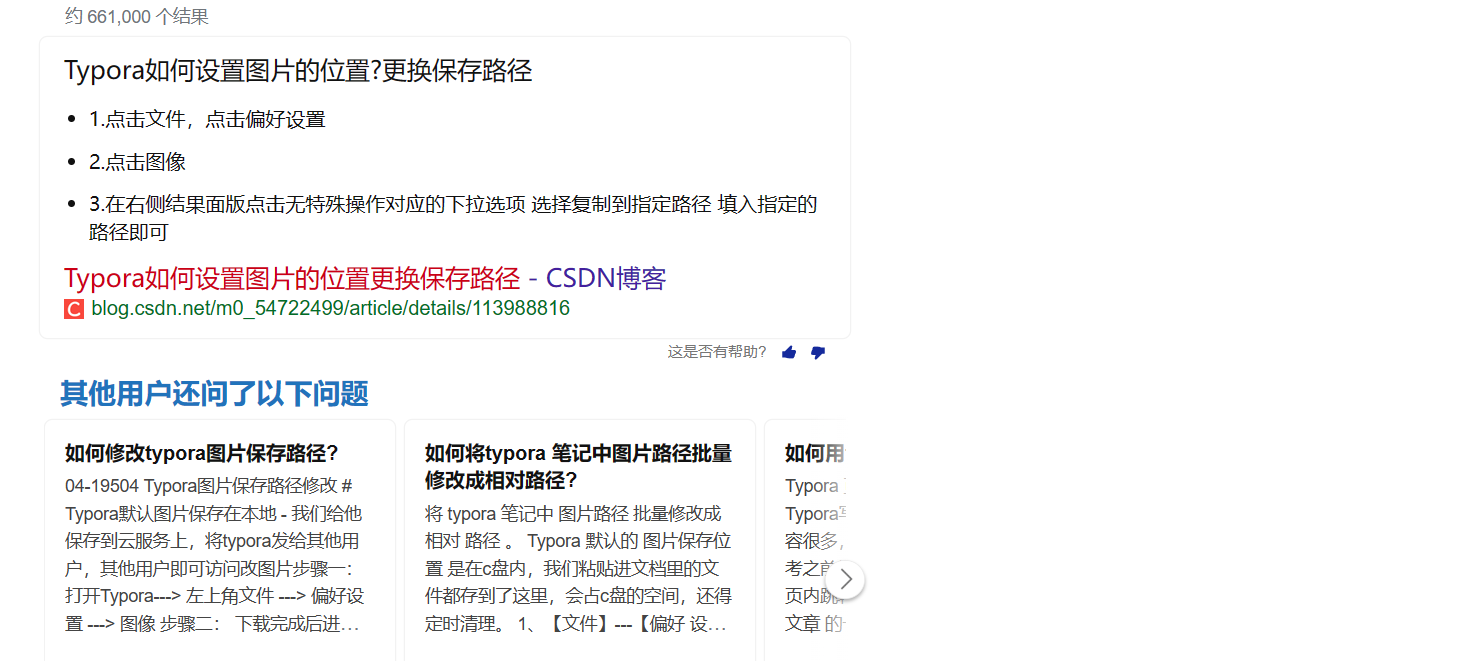 约 661,000 个结果
Typora如何设置图片的位置?更换保存路径
1.点击文件，点击偏好设置
2.点击图像
3.在右侧结果面版点击无特殊操作对应的下拉选项 选择复制到指定路径 填入指定的
路径即可
Typora如何设置图片的位置更换保存路径 - CSDN博客
C blog.csdn.net/m0_54722499/article/details/113988816
这是否有帮助?
其他用户还问了以下问题
如何修改typora图片保存路径?
04-19504 Typora图片保存路径修改 #
Typora默认图片保存在本地 - 我们给他
保存到云服务上，将typora发给其他用
户，其他用户即可访问改图片步骤一：
打开Typora---> 左上角文件 ---> 偏好设
置 ---> 图像 步骤二： 下载完成后进…
如何将typora 笔记中图片路径批量
修改成相对路径?
将 typora 笔记中 图片路径 批量修改成
相对 路径 。 Typora 默认的 图片保存位
置 是在c盘内，我们粘贴进文档里的文
件都存到了这里，会占c盘的空间，还得
定时清理。 1、【文件】---【偏好 设…
如何用
Typora
Typora写
容很多，
考之前
页内跳
文章 的